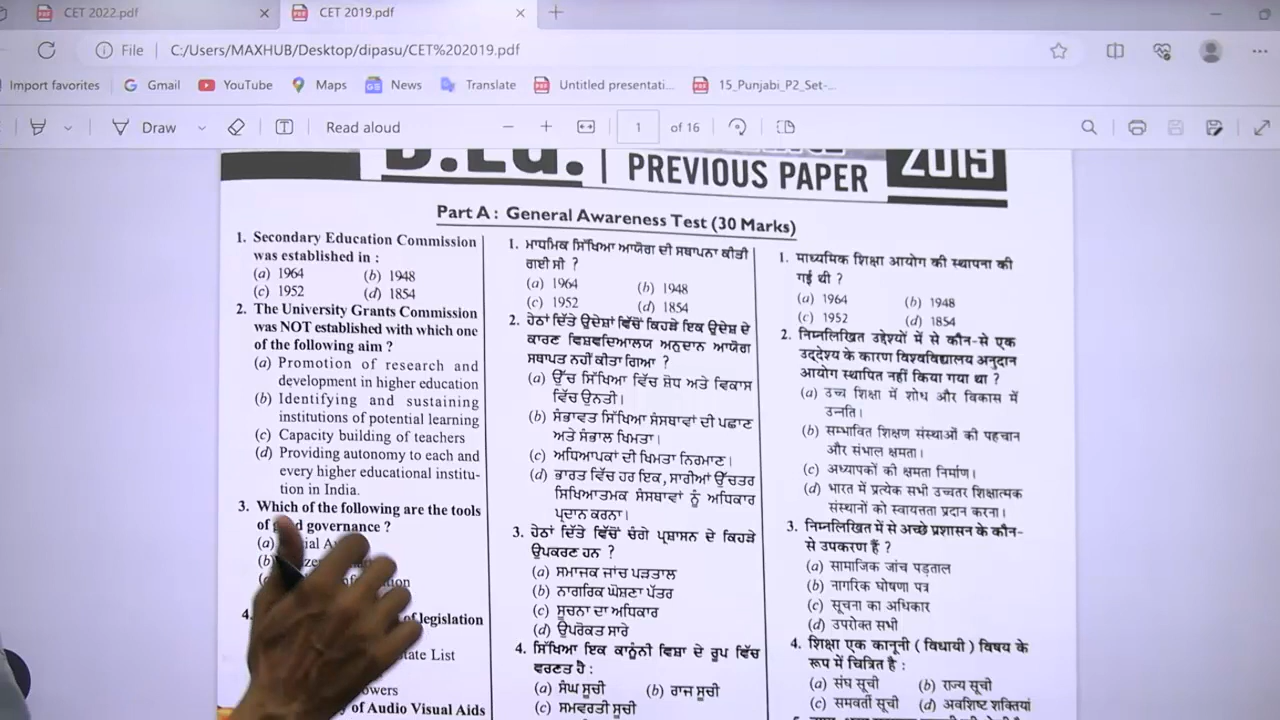 CET 2022.pdf
CET 2019.pdf
File
C:/Users/MAXHUB/Desktop/dipasu/CET%202019.pdf
Import favorites
Gmail
YouTube
Maps
News
Translate
Untitled presentati...
15_Punjabi_P2_Set-...
Draw
Read aloud
1 of 16
B.Ed.
PREVIOUS PAPER
2019
Part A : General Awareness Test (30 Marks)
1. Secondary Education Commission
was established in :
(a) 1964 (b) 1948
(c) 1952 (d) 1854
2. The University Grants Commission
was NOT established with which one
of the following aim ?
(a) Promotion of research and
development in higher education
(b) Identifying and sustaining
institutions of potential learning
(c) Capacity building of teachers
(d) Providing autonomy to each and
every higher educational institu-
tion in India.
3. Which of the following are the tools
of governance ?
(a)
(b)
4.
of legislation
State List
of Audio Visual Aids
1. ਮਾਧਮਿਕ ਸਿੱਖਿਆ ਆਯੋਗ ਦੀ ਸਥਾਪਨਾ ਕੀਤੀ
ਗਈ ਸੀ ?
(a) 1964 (b) 1948
(c) 1952 (d) 1854
2. ਹੇਠਾਂ ਦਿੱਤੇ ਉਦੇਸ਼ਾਂ ਵਿੱਚੋਂ ਕਿਹੜੇ ਇਕ ਉਦੇਸ਼ ਦੇ
ਕਾਰਣ ਵਿਸ਼ਵਵਿਦਿਆਲਯ ਅਨੁਦਾਨ ਆਯੋਗ
ਸਥਾਪਤ ਨਹੀਂ ਕੀਤਾ ਗਿਆ ?
(a) ਉੱਚ ਸਿੱਖਿਆ ਵਿੱਚ ਸ਼ੋਧ ਅਤੇ ਵਿਕਾਸ
ਵਿੱਚ ਉਨਤੀ।
(b) ਸੰਭਾਵਤ ਸਿੱਖਿਆ ਸੰਸਥਾਵਾਂ ਦੀ ਪਛਾਣ
ਅਤੇ ਸੰਭਾਲ ਖਿਮਤਾ।
(c) ਅਧਿਆਪਕਾਂ ਦੀ ਖਿਮਤਾ ਨਿਰਮਾਣ।
(d) ਭਾਰਤ ਵਿੱਚ ਹਰ ਇਕ, ਸਾਰੀਆਂ ਉੱਚਤਰ
ਸਿਖਿਆਤਮਕ ਸੰਸਥਾਵਾਂ ਨੂੰ ਅਧਿਕਾਰ
ਪ੍ਰਦਾਨ ਕਰਨਾ।
3. ਹੇਠਾਂ ਦਿੱਤੇ ਵਿੱਚੋਂ ਚੰਗੇ ਪ੍ਰਸ਼ਾਸਨ ਦੇ ਕਿਹੜੇ
ਉਪਕਰਣ ਹਨ ?
(a) ਸਮਾਜਕ ਜਾਂਚ ਪੜਤਾਲ
(b) ਨਾਗਰਿਕ ਘੋਸ਼ਣਾ ਪੱਤਰ
(c) ਸੂਚਨਾ ਦਾ ਅਧਿਕਾਰ
(d) ਉਪਰੋਕਤ ਸਾਰੇ
4. ਸਿੱਖਿਆ ਇਕ ਕਾਨੂੰਨੀ ਵਿਸ਼ਾ ਦੇ ਰੂਪ ਵਿੱਚ
ਵਰਣਤ ਹੈ :
(a) ਸੰਘ ਸੂਚੀ (b) ਰਾਜ ਸੂਚੀ
(c) ਸਮਵਰਤੀ ਸੂਚੀ
1. माध्यमिक शिक्षा आयोग की स्थापना की
गई थी ?
(a) 1964 (b) 1948
(c) 1952 (d) 1854
2. निम्नलिखित उद्देश्यों में से कौन-से एक
उद्देश्य के कारण विश्वविद्यालय अनुदान
आयोग स्थापित नहीं किया गया था ?
(a) उच्च शिक्षा में शोध और विकास में
उन्नति।
(b) सम्भावित शिक्षण संस्थाओं की पहचान
और संभाल क्षमता।
(c) अध्यापकों की क्षमता निर्माण।
(d) भारत में प्रत्येक सभी उच्चतर शिक्षात्मक
संस्थानों को स्वायत्तता प्रदान करना।
3. निम्नलिखित में से अच्छे प्रशासन के कौन-
से उपकरण हैं ?
(a) सामाजिक जांच पड़ताल
(b) नागरिक घोषणा पत्र
(c) सूचना का अधिकार
(d) उपरोक्त सभी
4. शिक्षा एक कानूनी ( विधायी ) विषय के
रूप में चित्रित है :
(a) संघ सूची (b) राज्य सूची
(c) समवर्ती सूची (d) अवशिष्ट शक्तियां